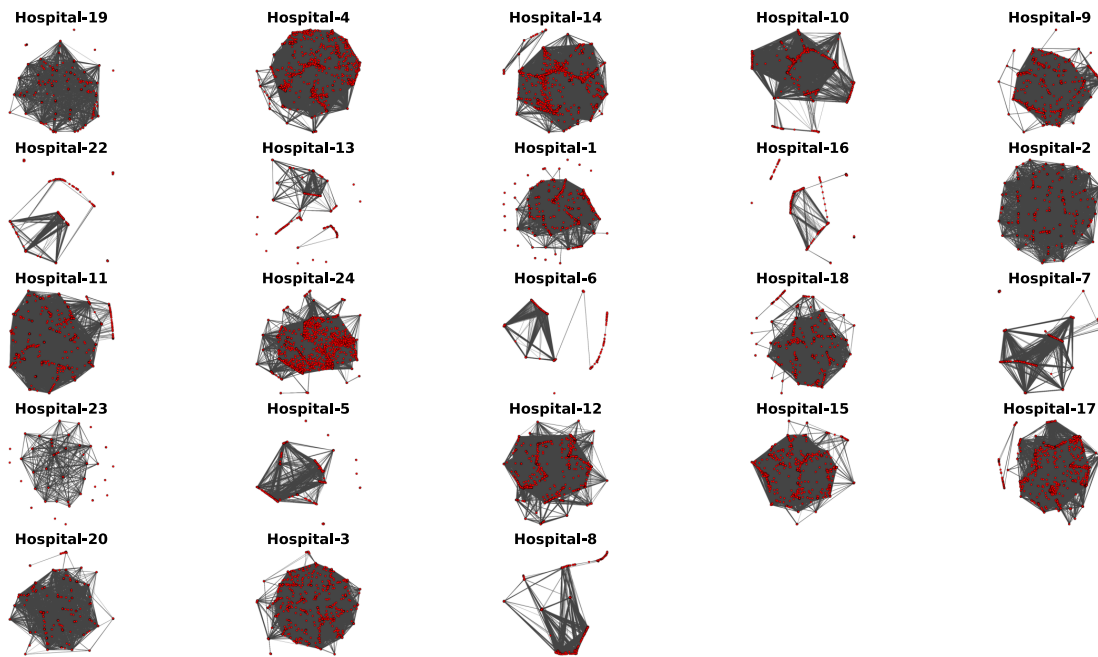 Hospital-19
Hospital-4
Hospital-14
Hospital-10
Hospital-9
Hospital-22
Hospital-13
Hospital-1
Hospital-16
Hospital-2
Hospital-11
Hospital-24
Hospital-6
Hospital-18
Hospital-7
Hospital-23
Hospital-5
Hospital-12
Hospital-15
Hospital-17
Hospital-20
Hospital-3
Hospital-8